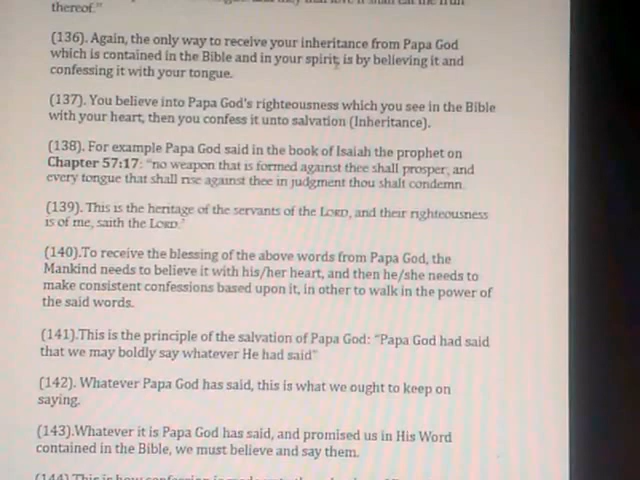 thereof."
(136). Again, the only way to receive your inheritance from Papa God
which is contained in the Bible and in your spirit; is by believing it and
confessing it with your tongue.
(137). You believe into Papa God's righteousness which you see in the Bible
with your heart, then you confess it unto salvation (Inheritance).
(138). For example Papa God said in the book of Isaiah the prophet on
Chapter 57:17: "no weapon that is formed against thee shall prosper; and
every tongue that shall rise against thee in judgment thou shalt condemn.
(139). This is the heritage of the servants of the LORD, and their righteousness
is of me, saith the LORD."
(140).To receive the blessing of the above words from Papa God, the
Mankind needs to believe it with his/her heart, and then he/she needs to
make consistent confessions based upon it, in other to walk in the power of
the said words.
(141).This is the principle of the salvation of Papa God: "Papa God had said
that we may boldly say whatever He had said"
(142). Whatever Papa God has said, this is what we ought to keep on
saying.
(143).Whatever it is Papa God has said, and promised us in His Word
contained in the Bible, we must believe and say them.